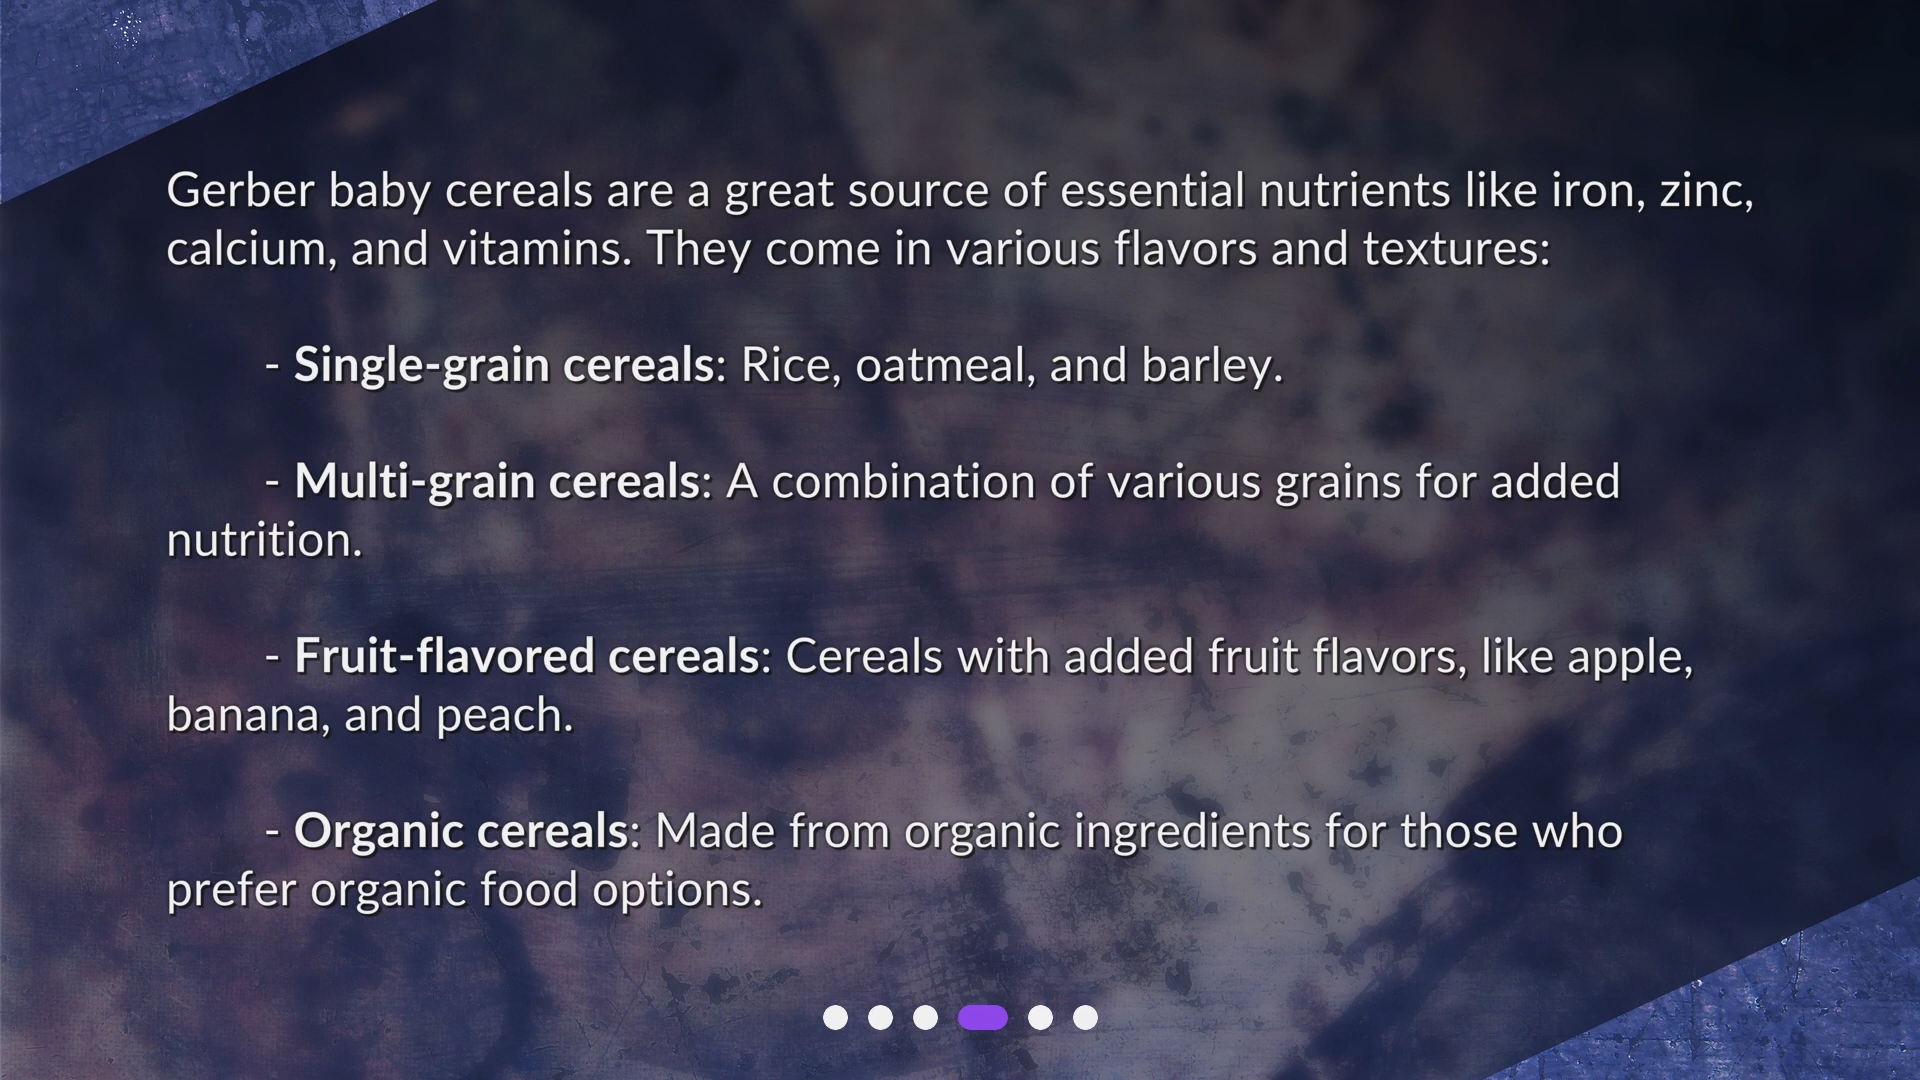 Gerber baby cereals are a great source of essential nutrients like iron, zinc,
calcium, and vitamins. They come in various flavors and textures:
- Single-grain cereals: Rice, oatmeal, and barley.
- Multi-grain cereals: A combination of various grains for added
nutrition.
- Fruit-flavored cereals: Cereals with added fruit flavors, like apple,
banana, and peach.
- Organic cereals: Made from organic ingredients for those who
prefer organic food options.